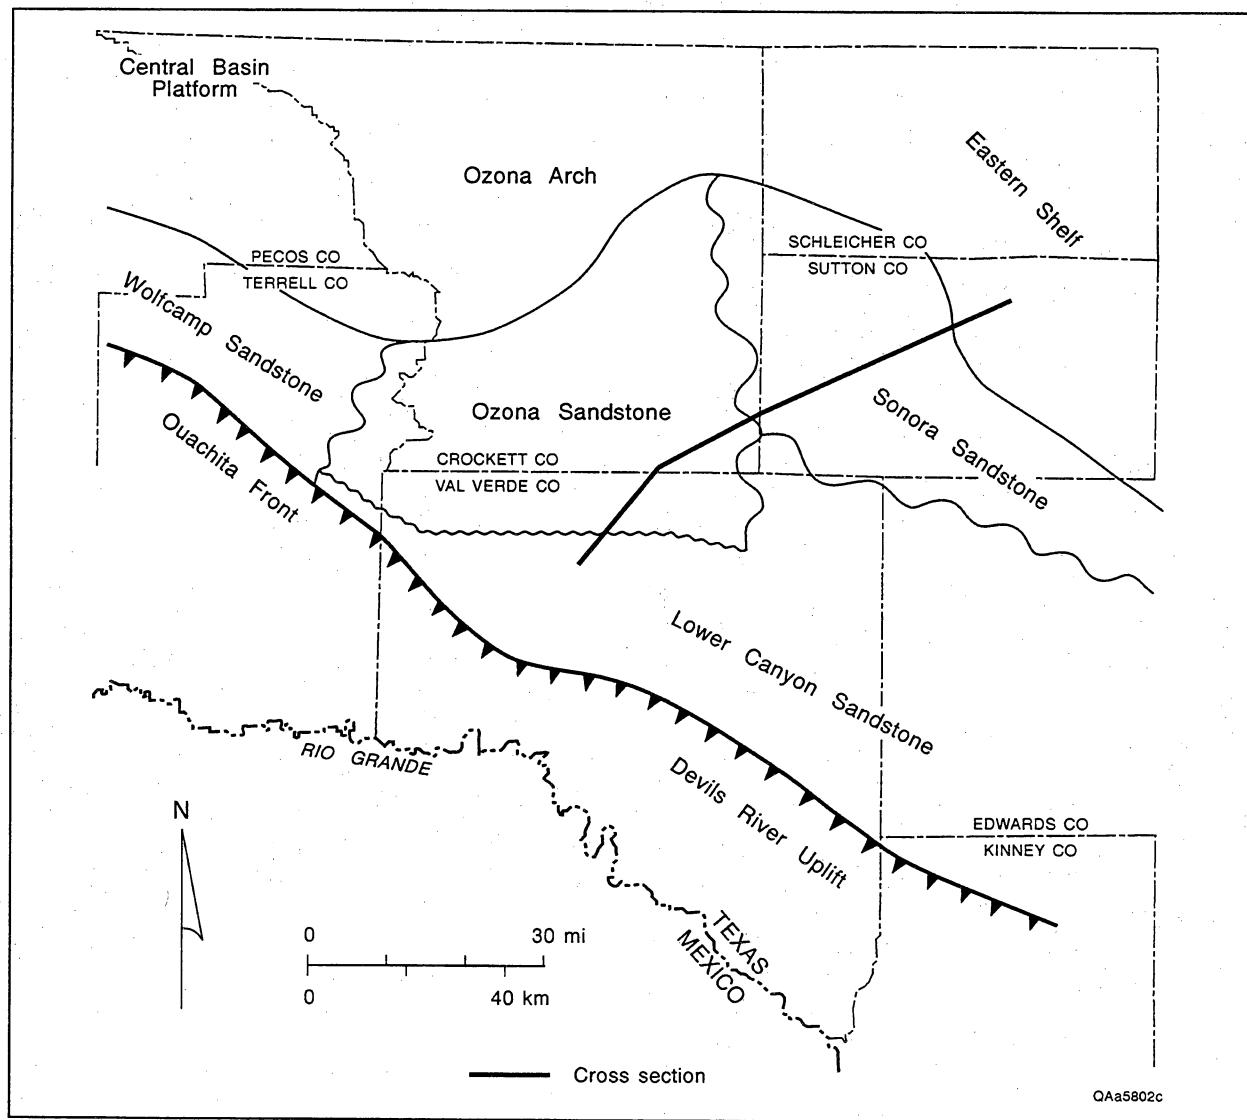 Central Basin
Platform
Ozona Arch
Eastern Shelf
SCHLEICHER CO
SUTTON CO
PECOS CO
TERRELL CO
Wolfcamp Sandstone
Ouachita Front
Ozona Sandstone
Sonora Sandstone
CROCKETT CO
VAL VERDE CO
Lower Canyon Sandstone
RIO GRANDE
Devils River Uplift
EDWARDS CO
KINNEY CO
N
TEXAS
MEXICO
0 30 mi
0 40 km
Cross section
QAa5802c